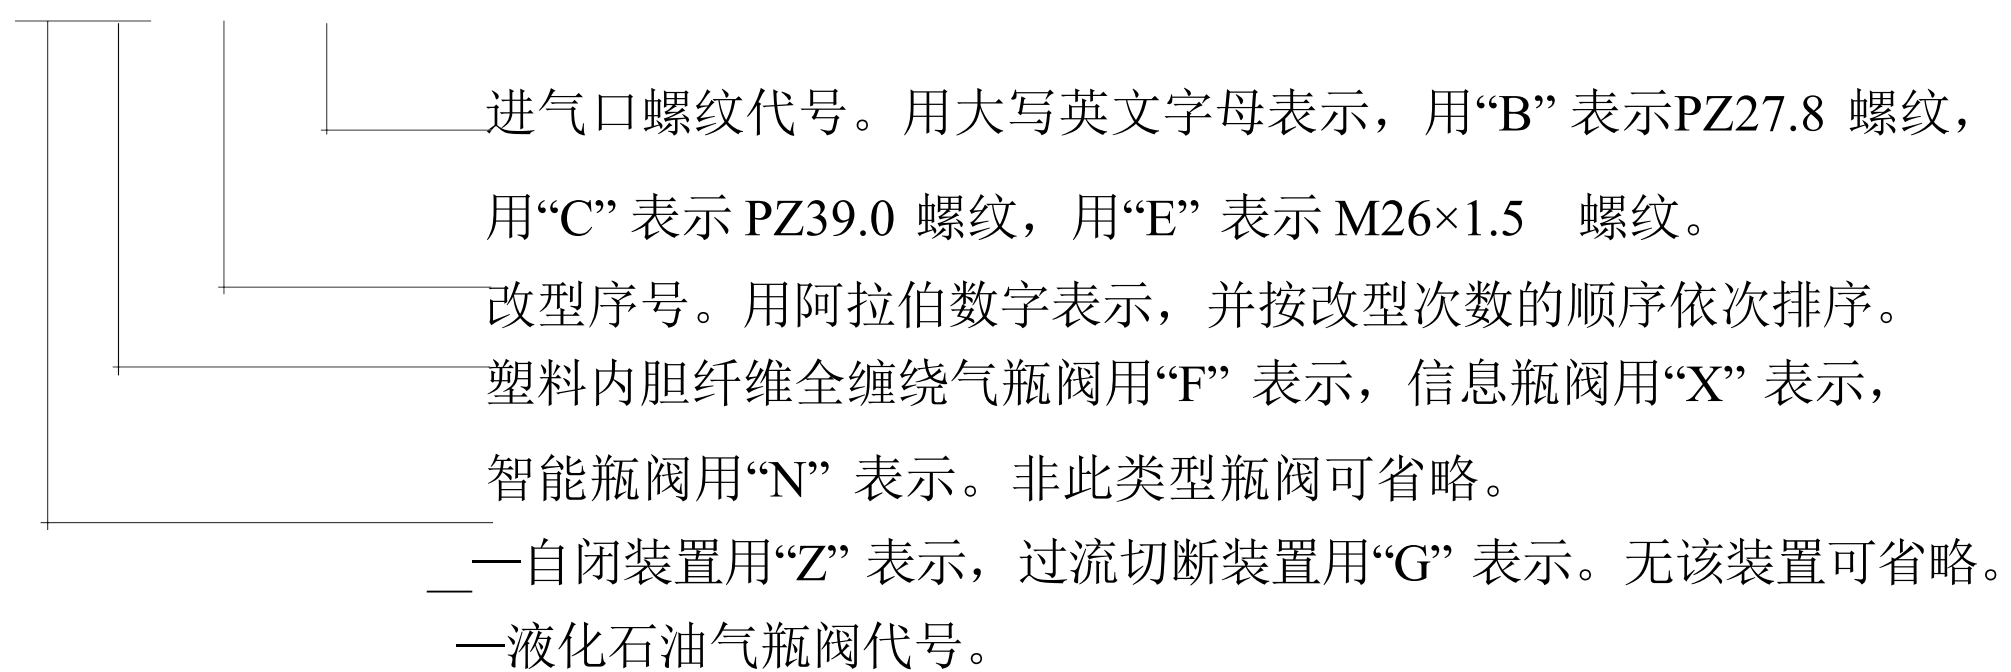 进气口螺纹代号。用大写英文字母表示，用“B” 表示PZ27.8 螺纹，
用“C” 表示 PZ39.0 螺纹，用“E” 表示 M26×1.5 螺纹。
改型序号。用阿拉伯数字表示，并按改型次数的顺序依次排序。
塑料内胆纤维全缠绕气瓶阀用“F” 表示，信息瓶阀用“X” 表示，
智能瓶阀用“N” 表示。非此类型瓶阀可省略。
—自闭装置用“Z” 表示，过流切断装置用“G” 表示。无该装置可省略。
—液化石油气瓶阀代号。